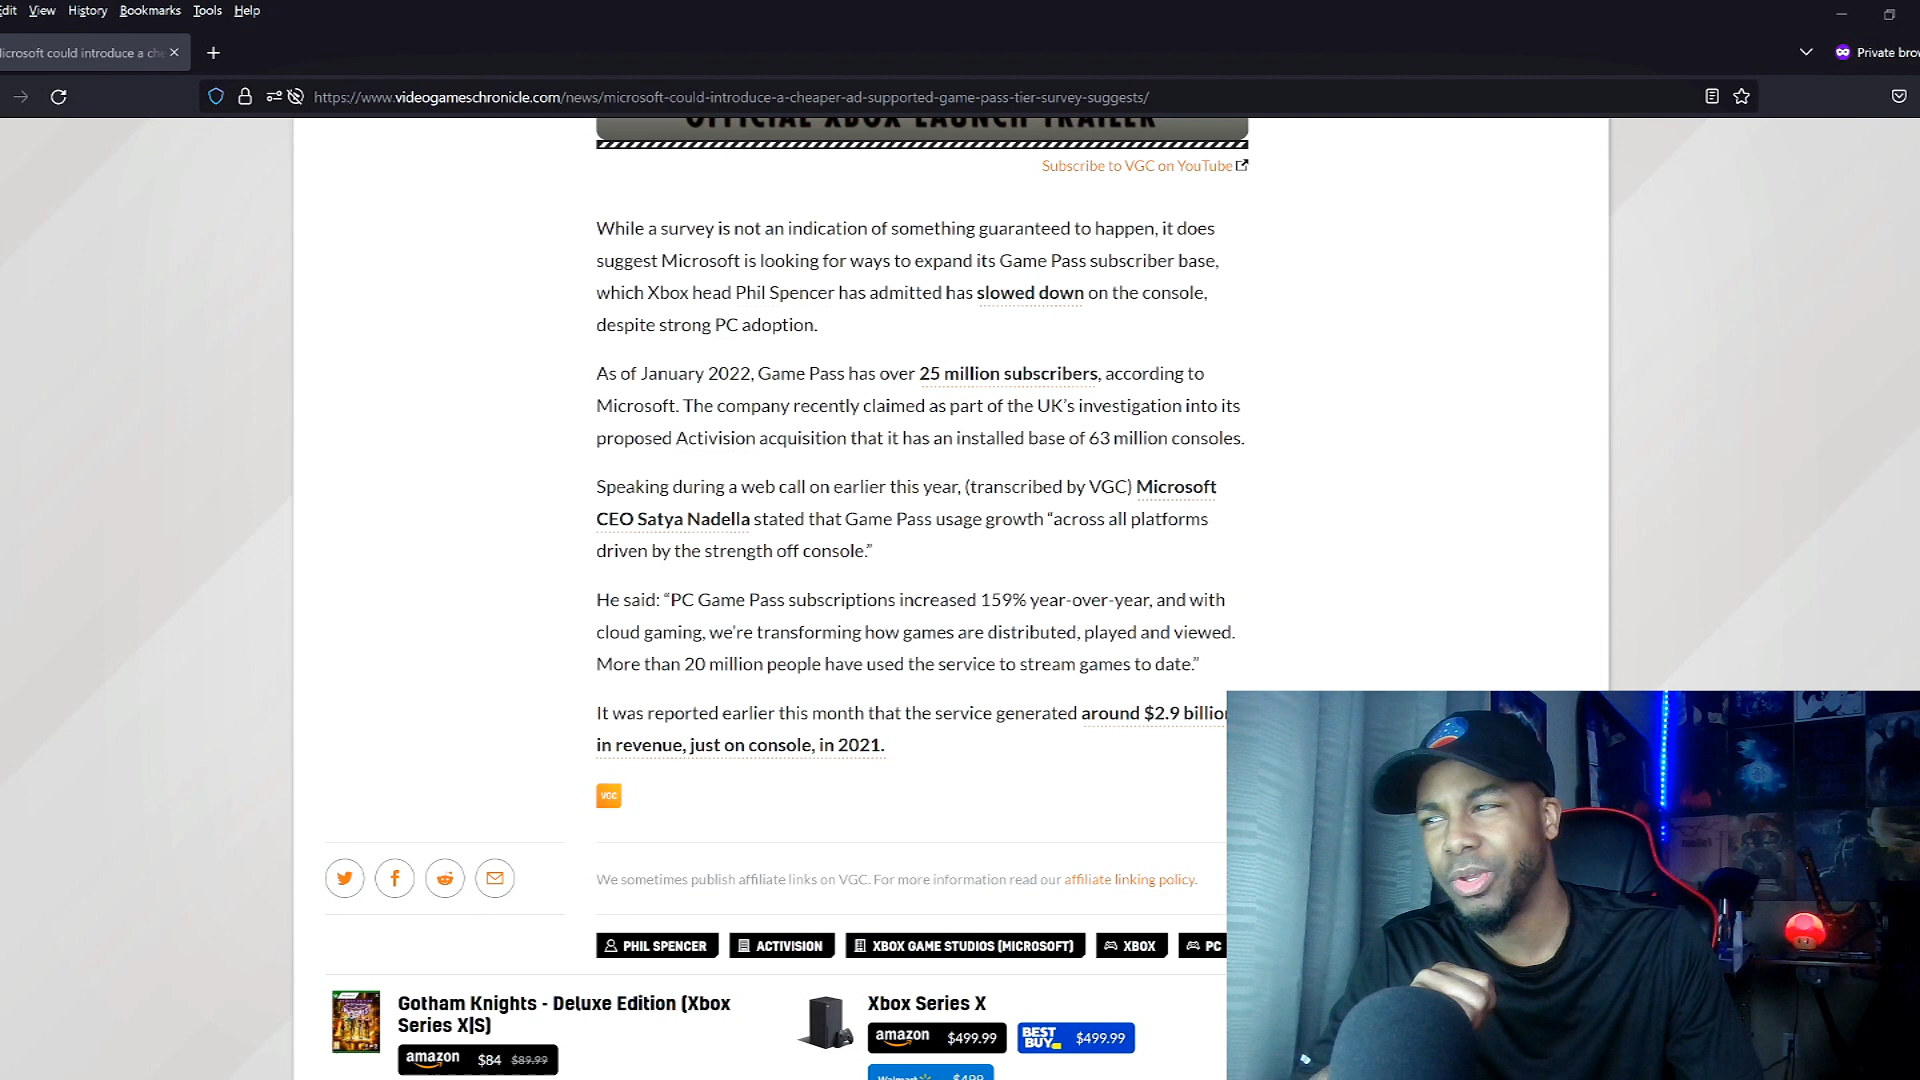 Edit View History Bookmarks Tools Help
icrosoft could introduce a che
Private brow
https://www.videogameschronicle.com/news/microsoft-could-introduce-a-cheaper-ad-supported-game-pass-tier-survey-suggests/
OFFICIAL XBOX LAUNCH TRAILER
Subscribe to VGC on YouTube
While a survey is not an indication of something guaranteed to happen, it does
suggest Microsoft is looking for ways to expand its Game Pass subscriber base,
which Xbox head Phil Spencer has admitted has slowed down on the console,
despite strong PC adoption.
As of January 2022, Game Pass has over 25 million subscribers, according to
Microsoft. The company recently claimed as part of the UK’s investigation into its
proposed Activision acquisition that it has an installed base of 63 million consoles.
Speaking during a web call on earlier this year, (transcribed by VGC) Microsoft
CEO Satya Nadella stated that Game Pass usage growth “across all platforms
driven by the strength off console.”
He said: “PC Game Pass subscriptions increased 159% year-over-year, and with
cloud gaming, we’re transforming how games are distributed, played and viewed.
More than 20 million people have used the service to stream games to date.”
It was reported earlier this month that the service generated around $2.9 billion
in revenue, just on console, in 2021.
VGC
We sometimes publish affiliate links on VGC. For more information read our affiliate linking policy.
PHIL SPENCER ACTIVISION XBOX GAME STUDIOS (MICROSOFT) XBOX PC
Gotham Knights - Deluxe Edition (Xbox
Series X|S)
amazon $84 $89.99
Xbox Series X
amazon $499.99
BEST BUY $499.99
Walmart $499